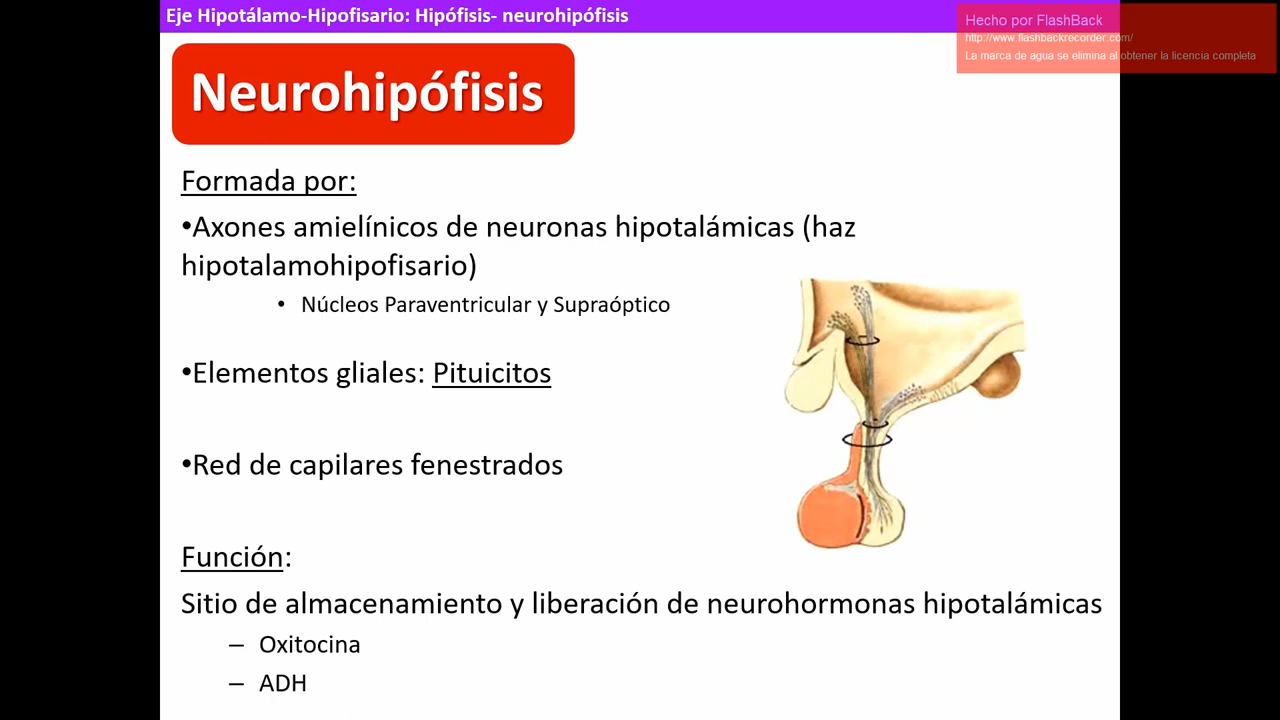 Eje Hipotálamo-Hipofisario: Hipófisis- neurohipófisis
Hecho por FlashBack
http://www.flashbackrecorder.com/
La marca de agua se elimina al obtener la licencia completa
Neurohipófisis
Formada por:
•Axones amielínicos de neuronas hipotalámicas (haz
hipotalamohipofisario)
• Núcleos Paraventricular y Supraóptico
•Elementos gliales: Pituicitos
•Red de capilares fenestrados
Función:
Sitio de almacenamiento y liberación de neurohormonas hipotalámicas
– Oxitocina
– ADH